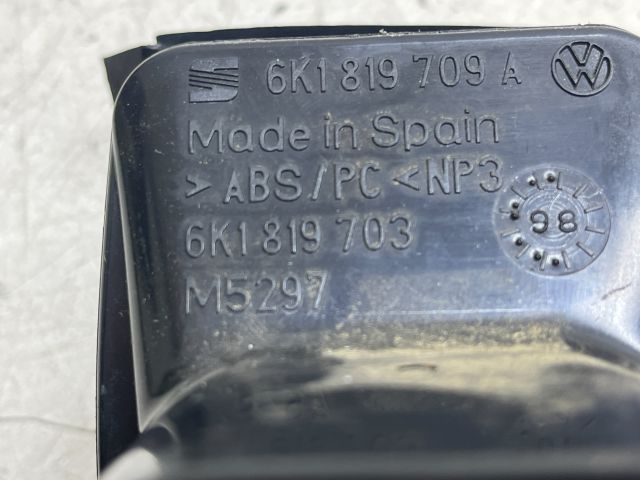 6K1 819 709 A
Made in Spain
> ABS/PC < NP3
98
6K1 819 703
M5297